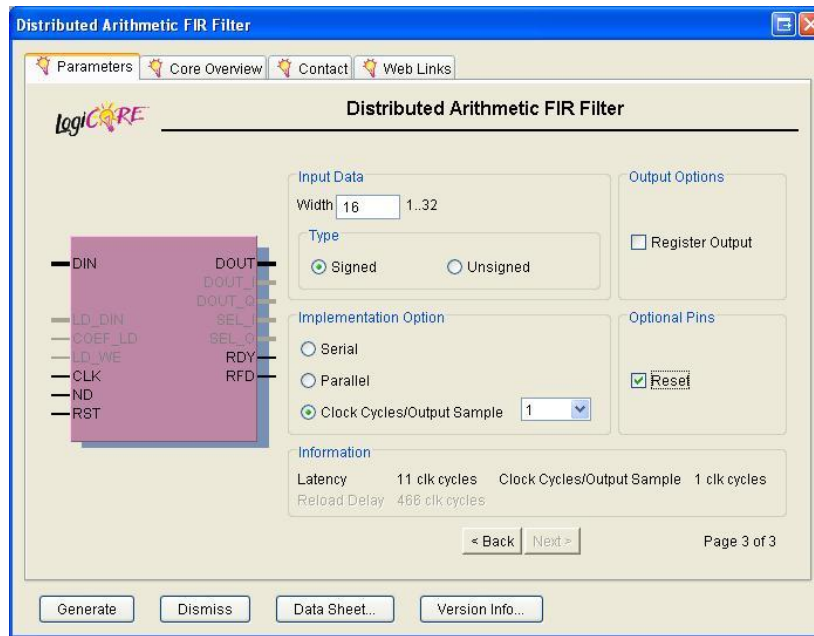 Distributed Arithmetic FIR Filter
Parameters Core Overview Contact Web Links
LogiCORE
Distributed Arithmetic FIR Filter
DIN
DOUT
DOUT_I
DOUT_Q
LD_DIN
SEL_I
COEF_LD
SEL_Q
LD_WE
RDY
CLK
RFD
ND
RST
Input Data
Width 16 1..32
Type
Signed Unsigned
Output Options
Register Output
Implementation Option
Serial
Parallel
Clock Cycles/Output Sample 1
Optional Pins
Reset
Information
Latency 11 clk cycles Clock Cycles/Output Sample 1 clk cycles
Reload Delay 466 clk cycles
< Back Next > Page 3 of 3
Generate Dismiss Data Sheet... Version Info...